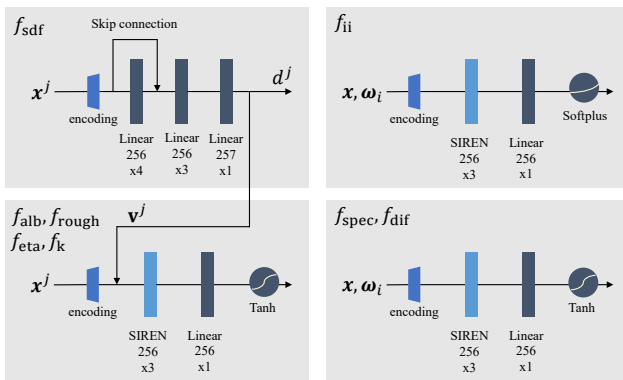 f_sdf
Skip connection
x^j
d^j
encoding
Linear
256
x4
Linear
256
x3
Linear
257
x1
f_ii
x, ω_i
encoding
SIREN
256
x3
Linear
256
x1
Softplus
f_alb, f_rough
f_eta, f_k
v^j
x^j
encoding
SIREN
256
x3
Linear
256
x1
Tanh
f_spec, f_dif
x, ω_i
encoding
SIREN
256
x3
Linear
256
x1
Tanh